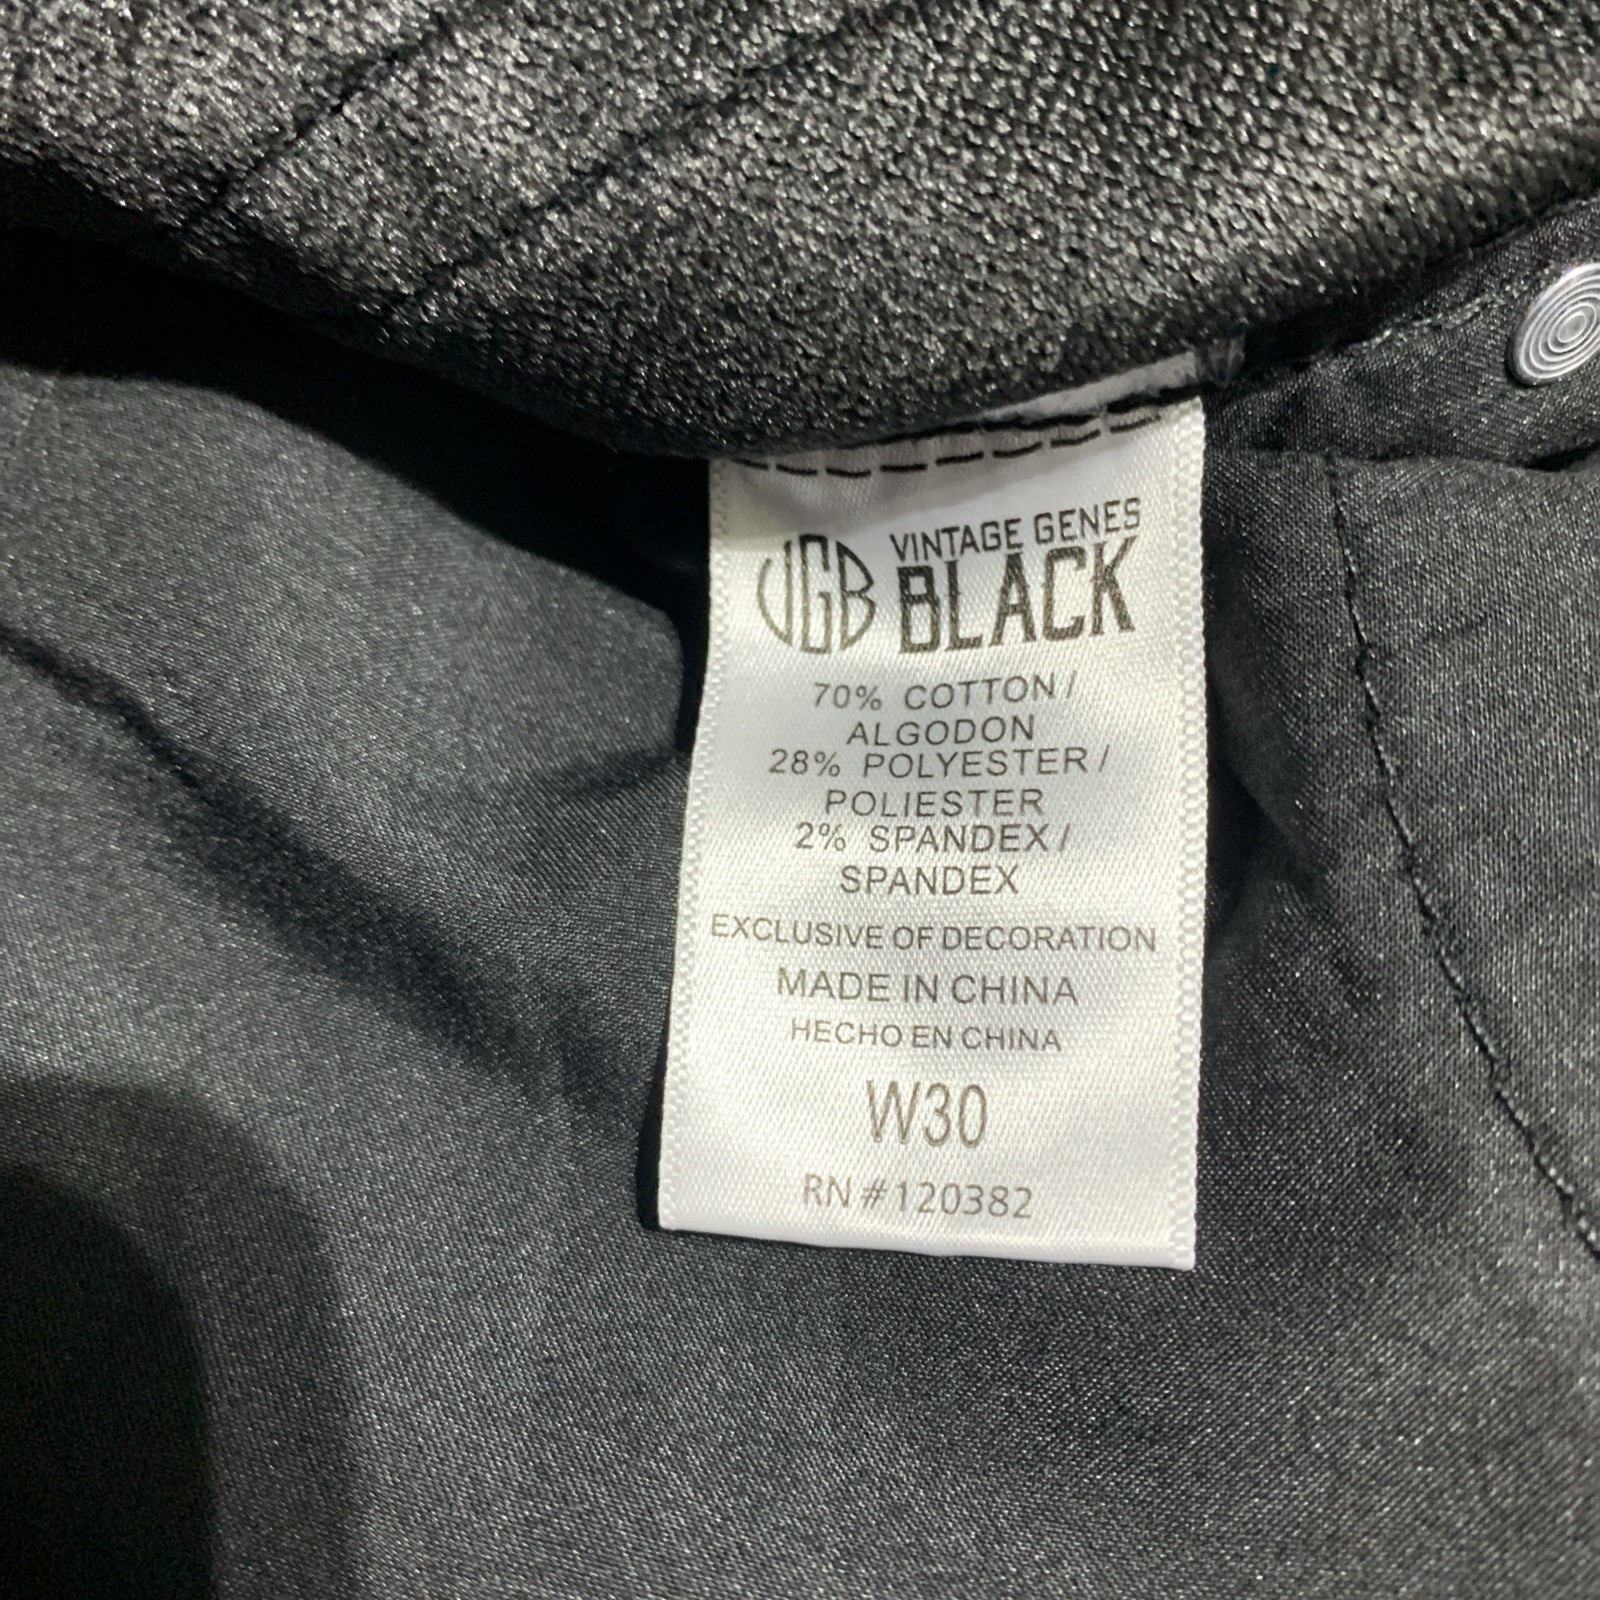 VGB VINTAGE GENES
BLACK
70% COTTON /
ALGODON
28% POLYESTER /
POLIESTER
2% SPANDEX /
SPANDEX
EXCLUSIVE OF DECORATION
MADE IN CHINA
HECHO EN CHINA
W30
RN #120382